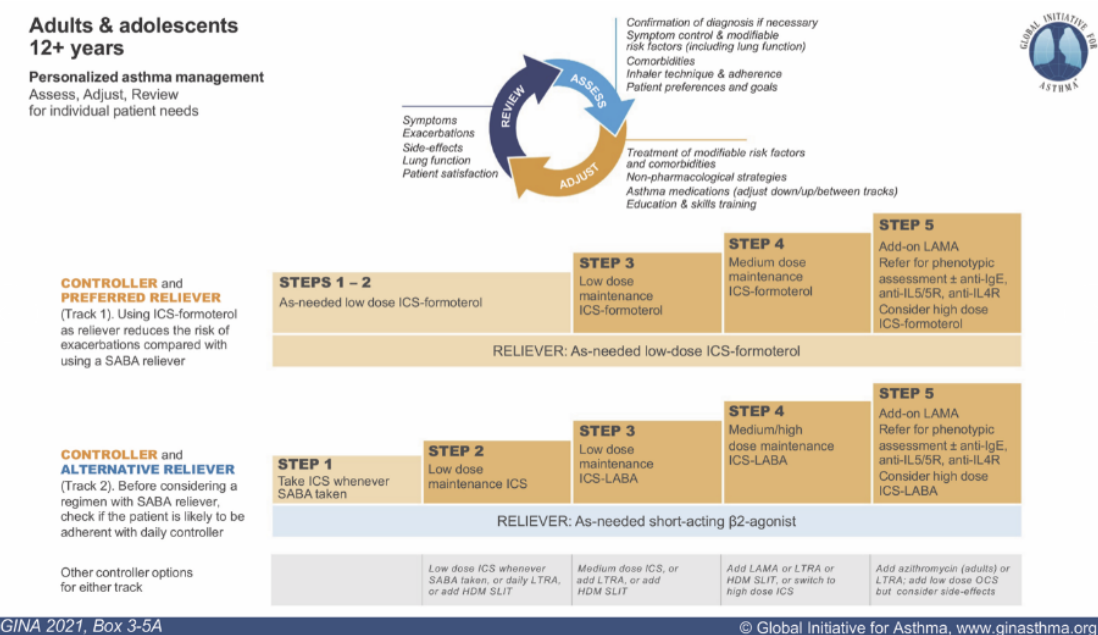 Adults & adolescents
12+ years
Personalized asthma management
Assess, Adjust, Review
for individual patient needs
REVIEW
ASSESS
ADJUST
Confirmation of diagnosis if necessary
Symptom control & modifiable
risk factors (including lung function)
Comorbidities
Inhaler technique & adherence
Patient preferences and goals
GLOBAL INITIATIVE FOR
ASTHMA
Symptoms
Exacerbations
Side-effects
Lung function
Patient satisfaction
Treatment of modifiable risk factors
and comorbidities
Non-pharmacological strategies
Asthma medications (adjust down/up/between tracks)
Education & skills training
CONTROLLER and
PREFERRED RELIEVER
(Track 1). Using ICS-formoterol
as reliever reduces the risk of
exacerbations compared with
using a SABA reliever
STEPS 1 – 2
As-needed low dose ICS-formoterol
STEP 3
Low dose
maintenance
ICS-formoterol
STEP 4
Medium dose
maintenance
ICS-formoterol
STEP 5
Add-on LAMA
Refer for phenotypic
assessment ± anti-IgE,
anti-IL5/5R, anti-IL4R
Consider high dose
ICS-formoterol
RELIEVER: As-needed low-dose ICS-formoterol
CONTROLLER and
ALTERNATIVE RELIEVER
(Track 2). Before considering a
regimen with SABA reliever,
check if the patient is likely to be
adherent with daily controller
STEP 1
Take ICS whenever
SABA taken
STEP 2
Low dose
maintenance ICS
STEP 3
Low dose
maintenance
ICS-LABA
STEP 4
Medium/high
dose maintenance
ICS-LABA
STEP 5
Add-on LAMA
Refer for phenotypic
assessment ± anti-IgE,
anti-IL5/5R, anti-IL4R
Consider high dose
ICS-LABA
RELIEVER: As-needed short-acting β2-agonist
Other controller options
for either track
Low dose ICS whenever
SABA taken, or daily LTRA,
or add HDM SLIT
Medium dose ICS, or
add LTRA, or add
HDM SLIT
Add LAMA or LTRA or
HDM SLIT, or switch to
high dose ICS
Add azithromycin (adults) or
LTRA; add low dose OCS
but consider side-effects
GINA 2021, Box 3-5A
© Global Initiative for Asthma, www.ginasthma.org